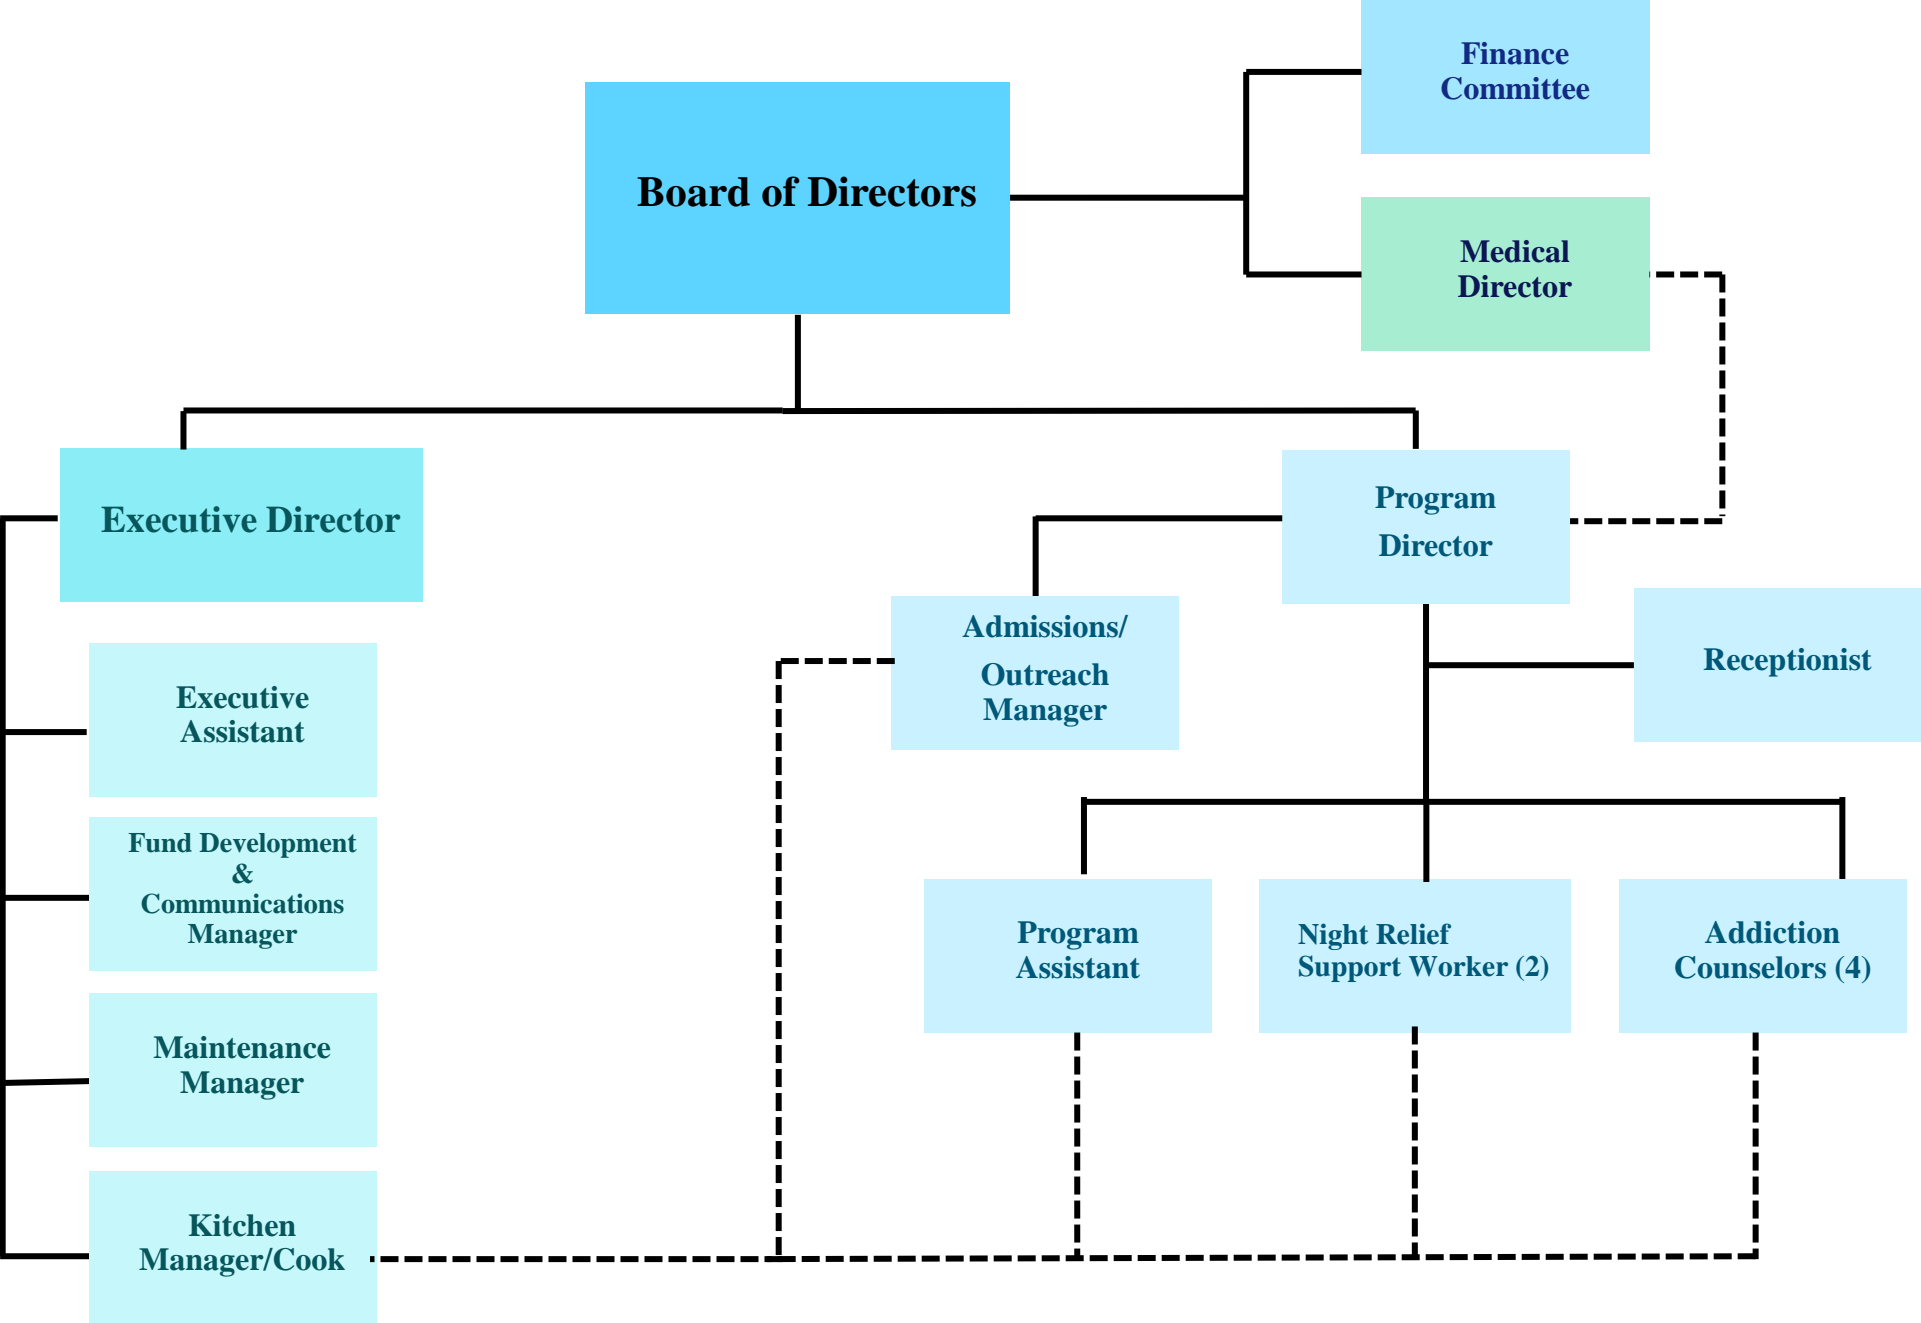 Finance
Committee
Board of Directors
Medical
Director
Executive Director
Program
Director
Admissions/
Outreach
Manager
Receptionist
Executive
Assistant
Fund Development
&
Communications
Manager
Program
Assistant
Night Relief
Support Worker (2)
Addiction
Counselors (4)
Maintenance
Manager
Kitchen
Manager/Cook